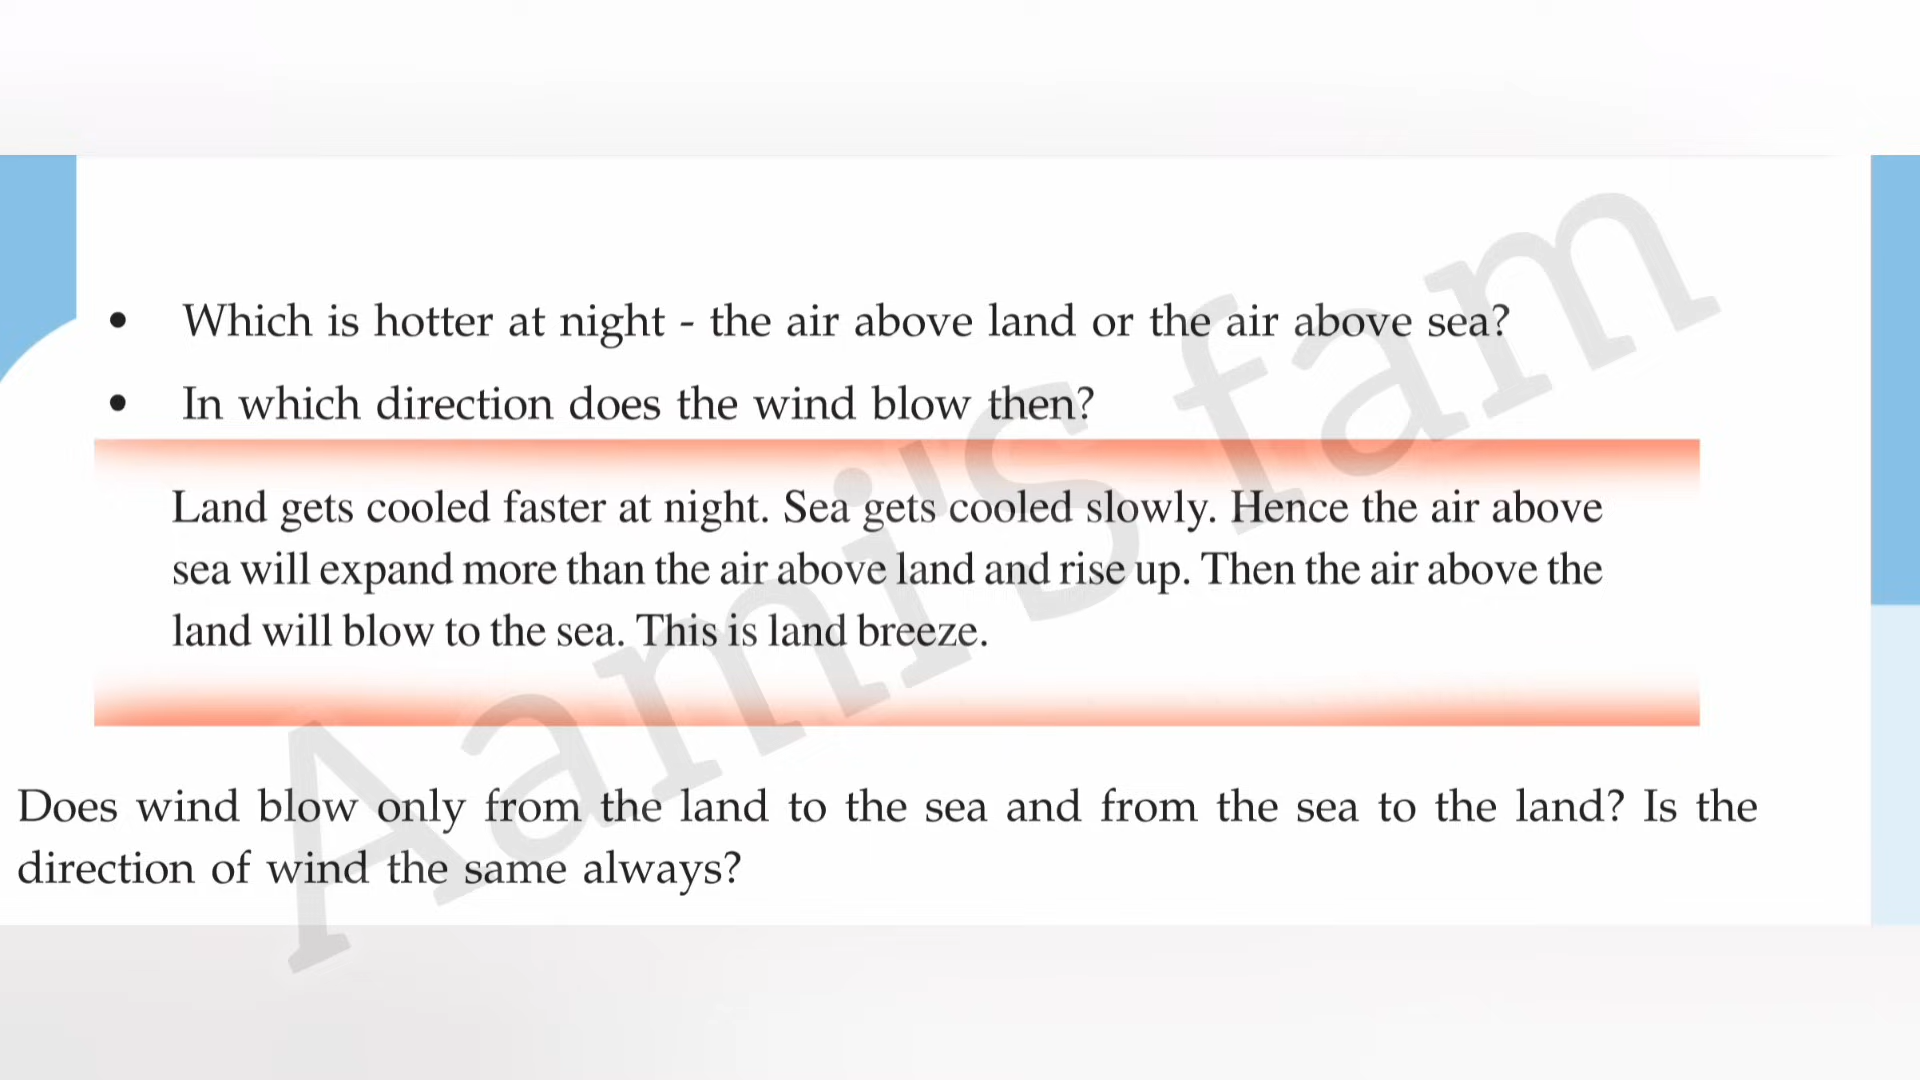 • Which is hotter at night - the air above land or the air above sea?
• In which direction does the wind blow then?
Land gets cooled faster at night. Sea gets cooled slowly. Hence the air above
sea will expand more than the air above land and rise up. Then the air above the
land will blow to the sea. This is land breeze.
Does wind blow only from the land to the sea and from the sea to the land? Is the
direction of wind the same always?
Aami'S fam